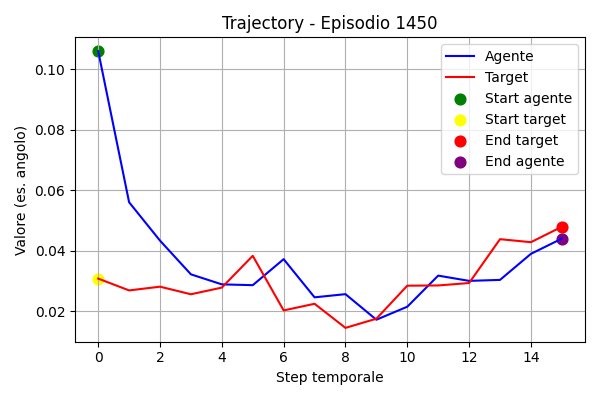 Trajectory - Episodio 1450
Valore (es. angolo)
0.10
0.08
0.06
0.04
0.02
0
2
4
6
8
10
12
14
Step temporale
Agente
Target
Start agente
Start target
End target
End agente